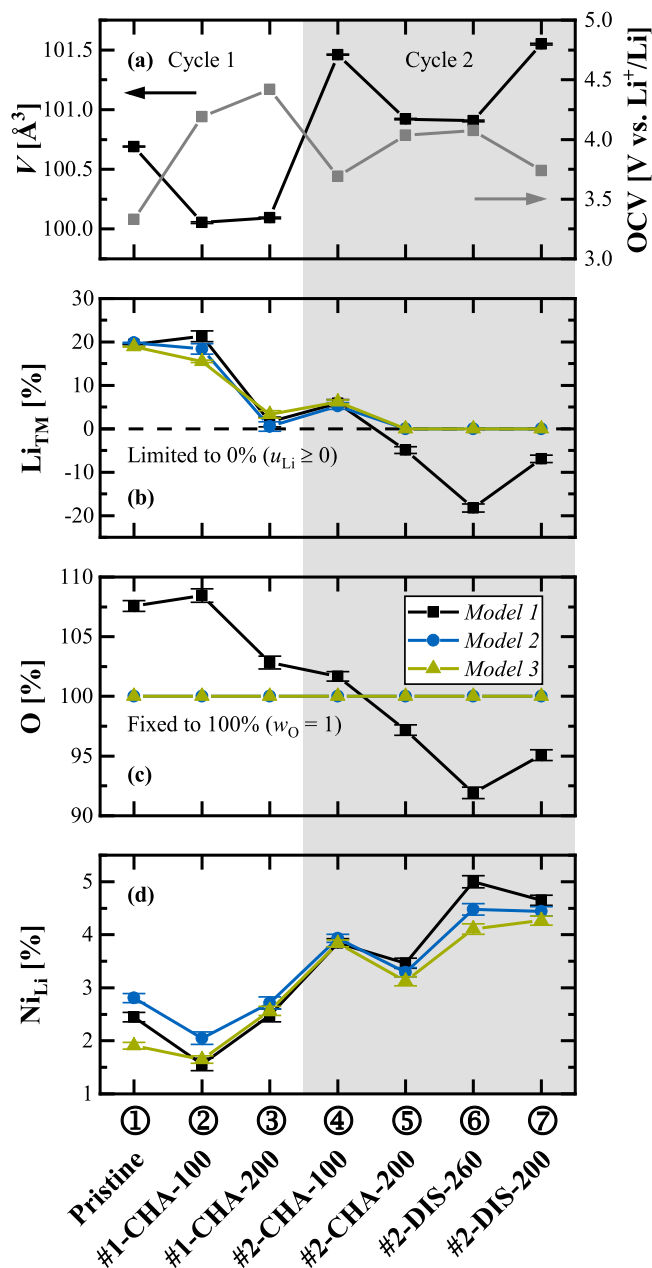 (a) Cycle 1 Cycle 2
V [Å³]
101.5
101.0
100.5
100.0
OCV [V vs. Li⁺/Li]
5.0
4.5
4.0
3.5
3.0
Li_TM [%]
30
20
10
0
-10
-20
Limited to 0% (u_Li ≥ 0)
(b)
O [%]
110
105
100
95
90
Model 1
Model 2
Model 3
Fixed to 100% (w_O = 1)
(c)
(d)
Ni_Li [%]
5
4
3
2
1
① ② ③ ④ ⑤ ⑥ ⑦
Pristine
#1-CHA-100
#1-CHA-200
#2-CHA-100
#2-CHA-200
#2-DIS-260
#2-DIS-200